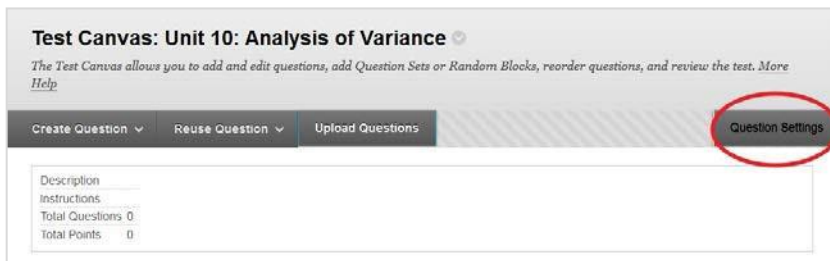 Test Canvas: Unit 10: Analysis of Variance
The Test Canvas allows you to add and edit questions, add Question Sets or Random Blocks, reorder questions, and review the test. More
Help
Create Question Reuse Question Upload Questions Question Settings
Description
Instructions
Total Questions 0
Total Points 0